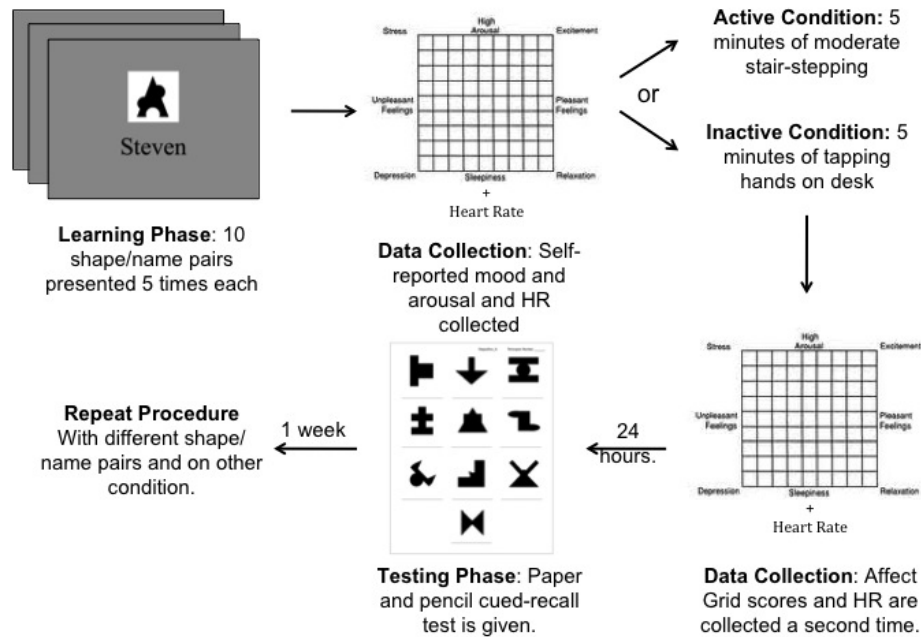 Steven
Learning Phase: 10
shape/name pairs
presented 5 times each
High
Arousal
Stress
Excitement
Unpleasant
Feelings
Pleasant
Feelings
Depression
Sleepiness
Relaxation
+
Heart Rate
Data Collection: Self-
reported mood and
arousal and HR
collected
or
Active Condition: 5
minutes of moderate
stair-stepping
Inactive Condition: 5
minutes of tapping
hands on desk
High
Arousal
Stress
Excitement
Unpleasant
Feelings
Pleasant
Feelings
Depression
Sleepiness
Relaxation
+
Heart Rate
Data Collection: Affect
Grid scores and HR are
collected a second time.
24
hours.
Testing Phase: Paper
and pencil cued-recall
test is given.
1 week
Repeat Procedure
With different shape/
name pairs and on other
condition.